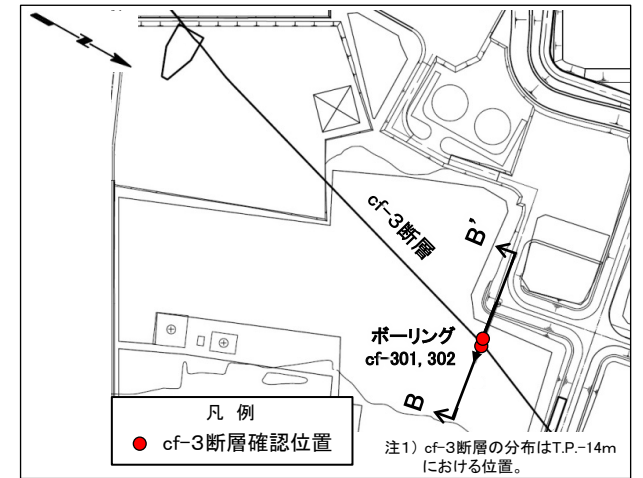 N
cf-3断層
B'
ボーリング
cf-301, 302
B
凡 例
cf-3断層確認位置
注1) cf-3断層の分布はT.P.-14m
における位置。